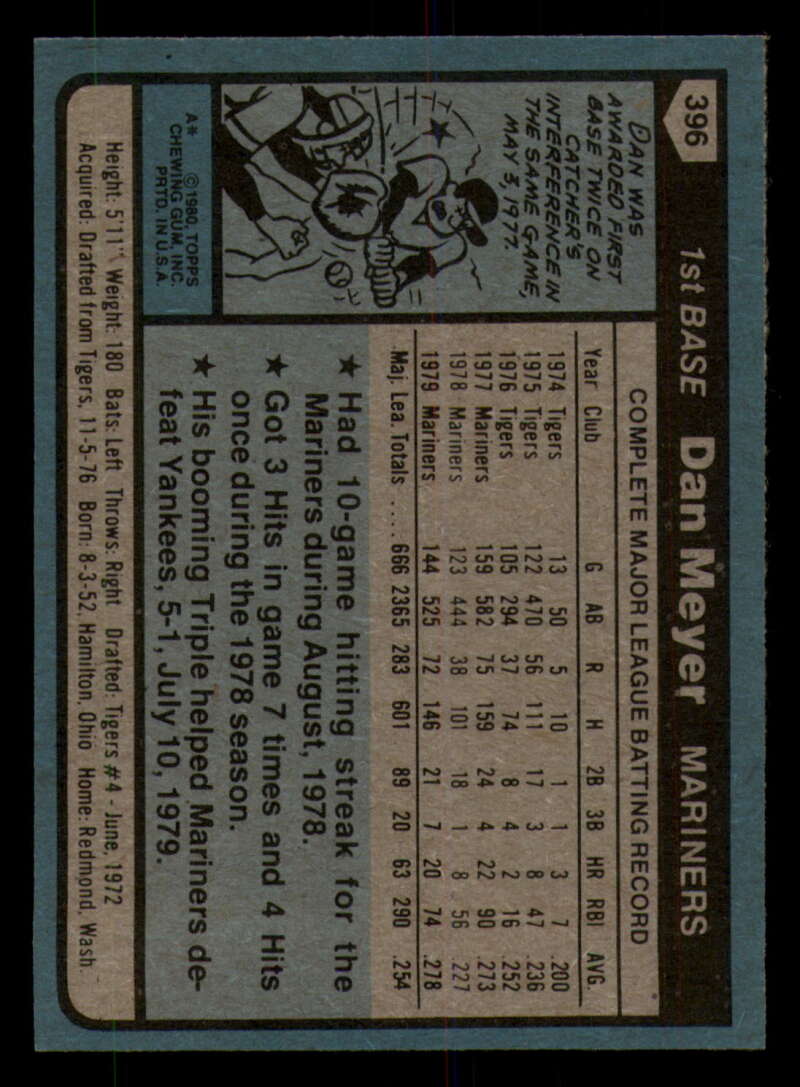 396 1st BASE Dan Meyer MARINERS
DAN WAS
AWARDED FIRST
BASE TWICE ON
CATCHER'S
INTERFERENCE IN
THE SAME GAME,
MAY 3, 1977.
A* © 1980, TOPPS
CHEWING GUM, INC.
PRTD. IN U.S.A.
COMPLETE MAJOR LEAGUE BATTING RECORD
Year Club G AB R H 2B 3B HR RBI AVG.
1974 Tigers 13 50 5 10 1 1 3 7 .200
1975 Tigers 122 470 56 111 17 3 8 47 .236
1976 Tigers 105 294 37 74 8 4 2 16 .252
1977 Mariners 159 582 75 159 24 4 22 90 .273
1978 Mariners 123 444 38 101 18 1 8 56 .227
1979 Mariners 144 525 72 146 21 7 20 74 .278
Maj. Lea. Totals .... 666 2365 283 601 89 20 63 290 .254
★ Had 10-game hitting streak for the
Mariners during August, 1978.
★ Got 3 Hits in game 7 times and 4 Hits
once during the 1978 season.
★ His booming Triple helped Mariners de-
feat Yankees, 5-1, July 10, 1979.
Height: 5'11" Weight: 180 Bats: Left Throws: Right Drafted: Tigers #4 - June, 1972
Acquired: Drafted from Tigers, 11-5-76 Born: 8-3-52, Hamilton, Ohio Home: Redmond, Wash